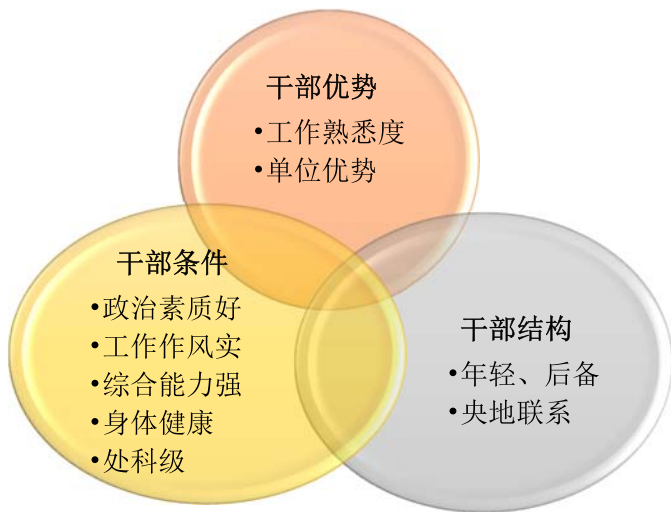 干部优势
•工作熟悉度
•单位优势
干部条件
•政治素质好
•工作作风实
•综合能力强
•身体健康
•处科级
干部结构
•年轻、后备
•央地联系